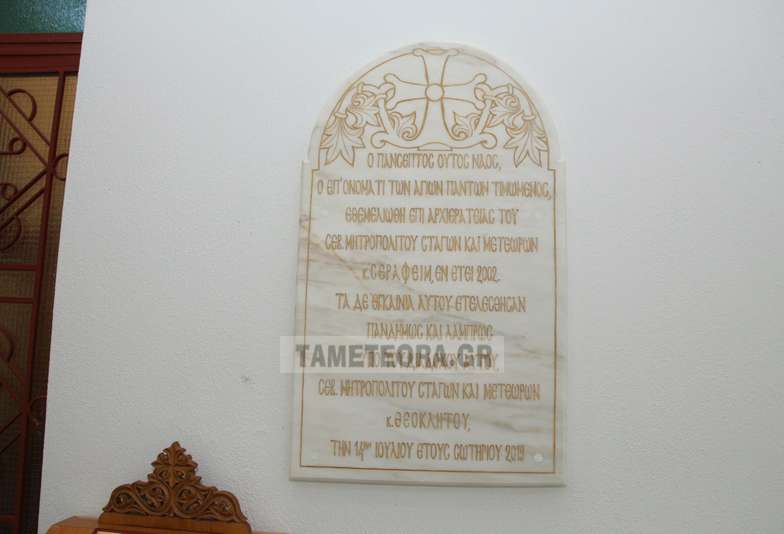 Ο ΠΑΝΣΕΠΤΟΣ ΟΥΤΟΣ ΝΑΟΣ,
Ο ΕΠ' ΟΝΟΜΑΤΙ ΤΩΝ ΑΓΙΩΝ ΠΑΝΤΩΝ ΤΙΜΩΜΕΝΟΣ,
ΕΘΕΜΕΛΙΩΘΗ ΕΠΙ ΑΡΧΙΕΡΑΤΕΙΑΣ ΤΟΥ
ΣΕΒ. ΜΗΤΡΟΠΟΛΙΤΟΥ ΣΤΑΓΩΝ ΚΑΙ ΜΕΤΕΩΡΩΝ
κ. ΣΕΡΑΦΕΙΜ, ΕΝ ΕΤΕΙ 2002.
ΤΑ ΔΕ ΕΓΚΑΙΝΙΑ ΑΥΤΟΥ ΕΤΕΛΕΣΘΗΣΑΝ
ΠΑΝΔΗΜΩΣ ΚΑΙ ΛΑΜΠΡΩΣ
TAMETEORA.GR
ΣΕΒ. ΜΗΤΡΟΠΟΛΙΤΟΥ ΣΤΑΓΩΝ ΚΑΙ ΜΕΤΕΩΡΩΝ
κ. ΘΕΟΚΛΗΤΟΥ,
ΤΗΝ 14ην ΙΟΥΛΙΟΥ ΕΤΟΥΣ ΣΩΤΗΡΙΟΥ 2019